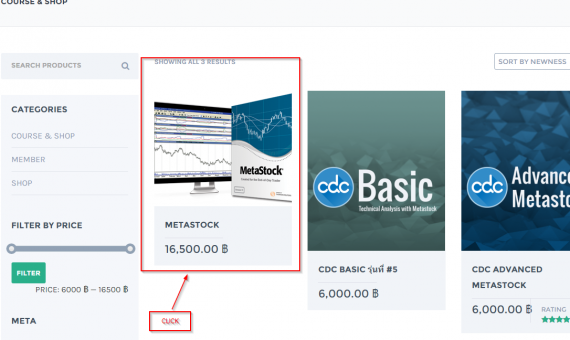 COURSE & SHOP
SEARCH PRODUCTS
SHOWING ALL 3 RESULTS
SORT BY NEWNESS
CATEGORIES
COURSE & SHOP
MEMBER
SHOP
FILTER BY PRICE
FILTER
PRICE: 6000 ฿ — 16500 ฿
META
MetaStock
METASTOCK
16,500.00 ฿
CLICK
cdc Basic
Technical Analysis with Metastock
CDC BASIC รุ่นที่ #5
6,000.00 ฿
cdc Advance
Metasto
CDC ADVANCED
METASTOCK
6,000.00 ฿
RATING